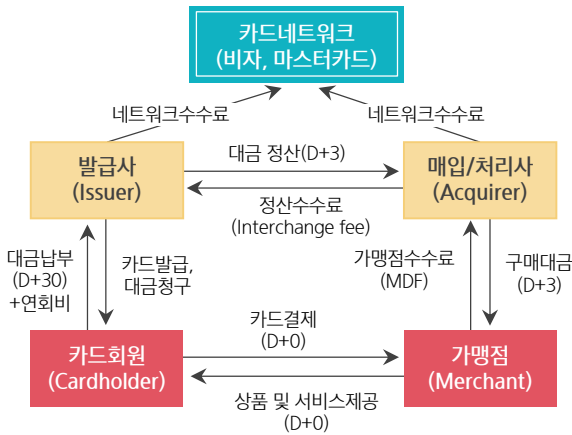 카드네트워크
(비자, 마스터카드)
네트워크수수료
네트워크수수료
발급사
(Issuer)
대금 정산(D+3)
매입/처리사
(Acquirer)
정산수수료
(Interchange fee)
대금납부
(D+30)
+연회비
카드발급,
대금청구
가맹점수수료
(MDF)
구매대금
(D+3)
카드회원
(Cardholder)
카드결제
(D+0)
가맹점
(Merchant)
상품 및 서비스제공
(D+0)